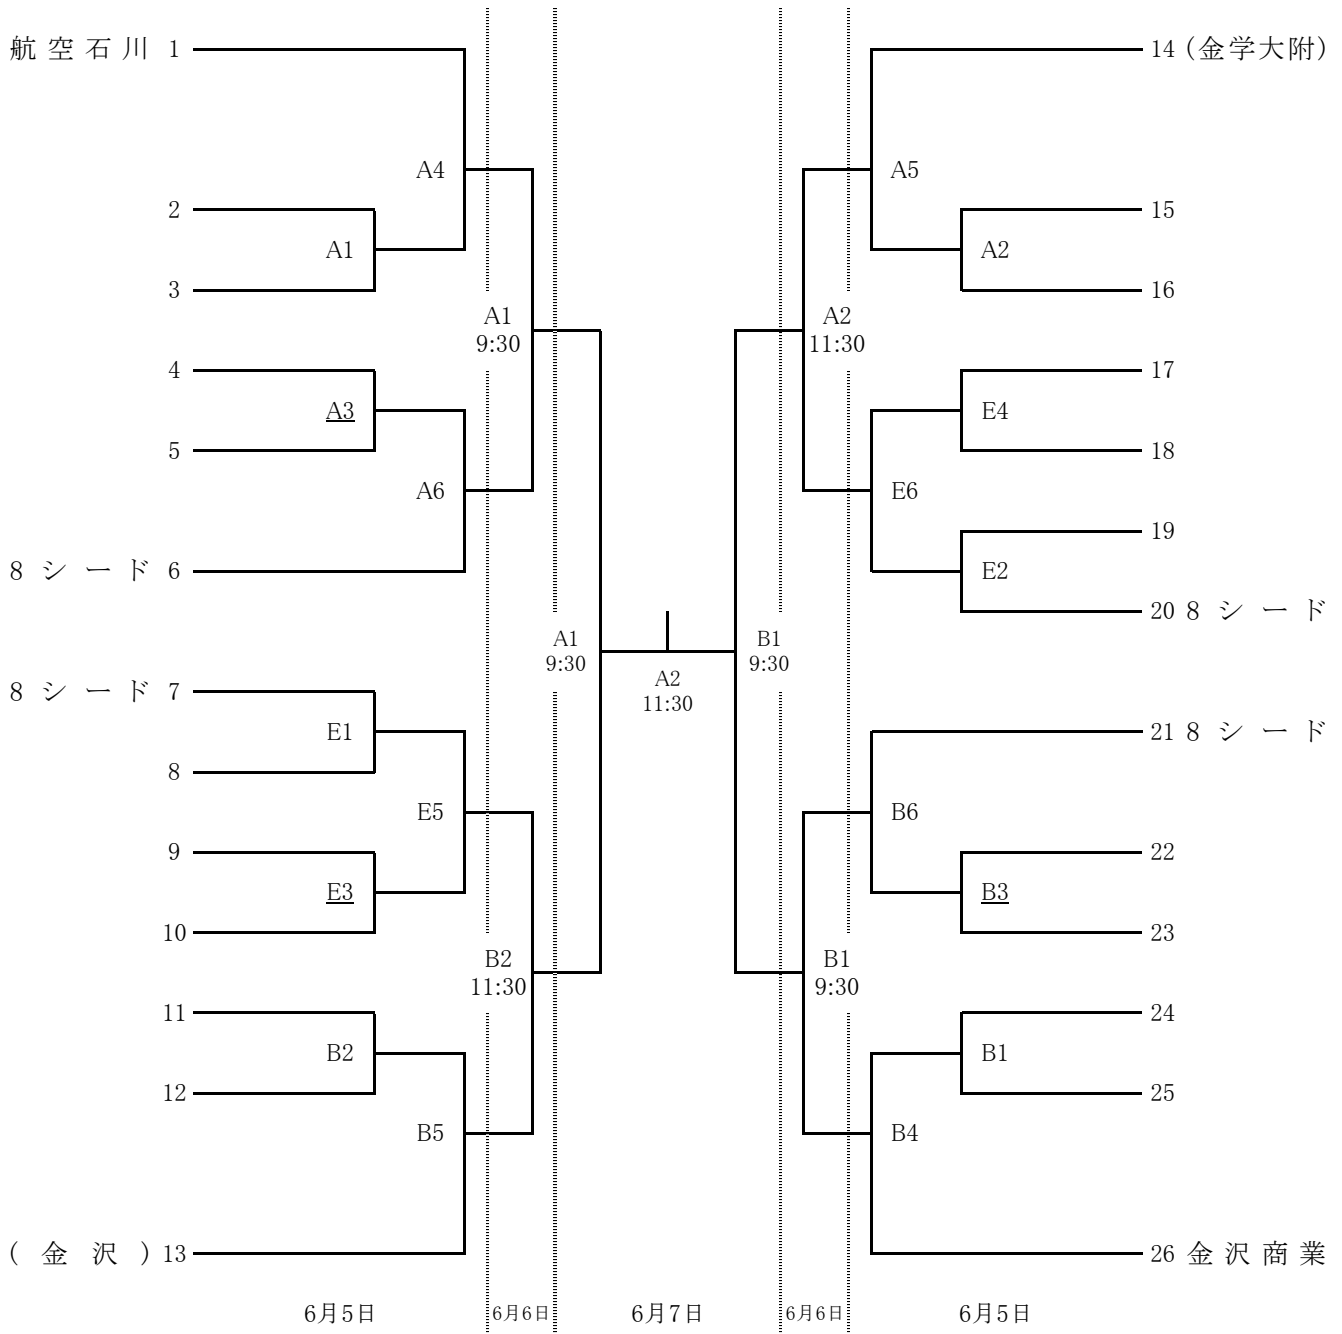 航空石川 1
14 (金学大附)
A4
A5
2
15
A1
A2
3
16
A1
9:30
A2
11:30
4
17
A3
E4
5
18
A6
E6
19
8シード 6
E2
20 8シード
A1
9:30
B1
9:30
A2
11:30
8シード 7
E1
21 8シード
8
E5
B6
9
22
E3
B3
10
23
B2
11:30
B1
9:30
11
24
B2
B1
12
25
B5
B4
(金沢) 13
26 金沢商業
6月5日
6月6日
6月7日
6月6日
6月5日